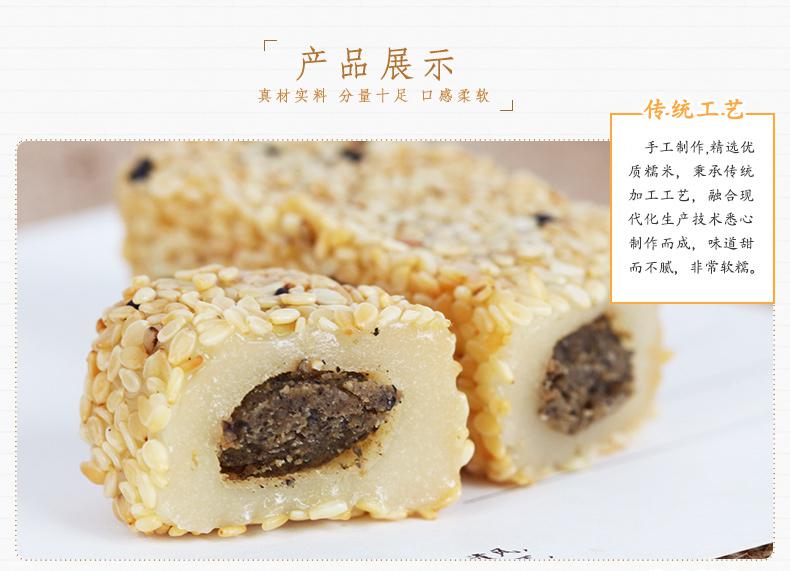 产品展示
真材实料 分量十足 口感柔软
传统工艺
手工制作,精选优
质糯米，秉承传统
加工工艺，融合现
代化生产技术悉心
制作而成，味道甜
而不腻，非常软糯。